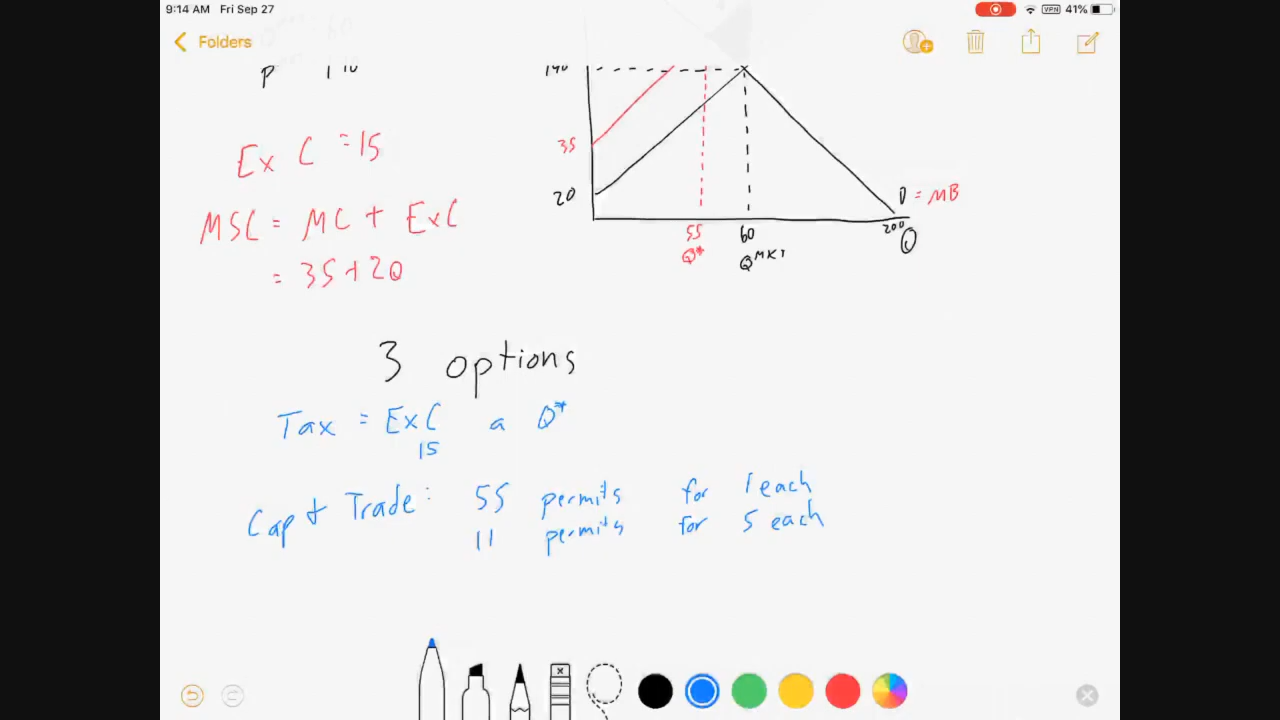 9:14 AM Fri Sep 27
VPN 41%
Folders
P 140
140
Ex C = 15
35
MSC = MC + ExC
20
D = MB
= 35 + 2Q
55
60
200
Q
Q*
Q MKT
3 options
Tax = ExC a Q*
15
Cap + Trade: 55 permits for 1 each
11 permits for 5 each